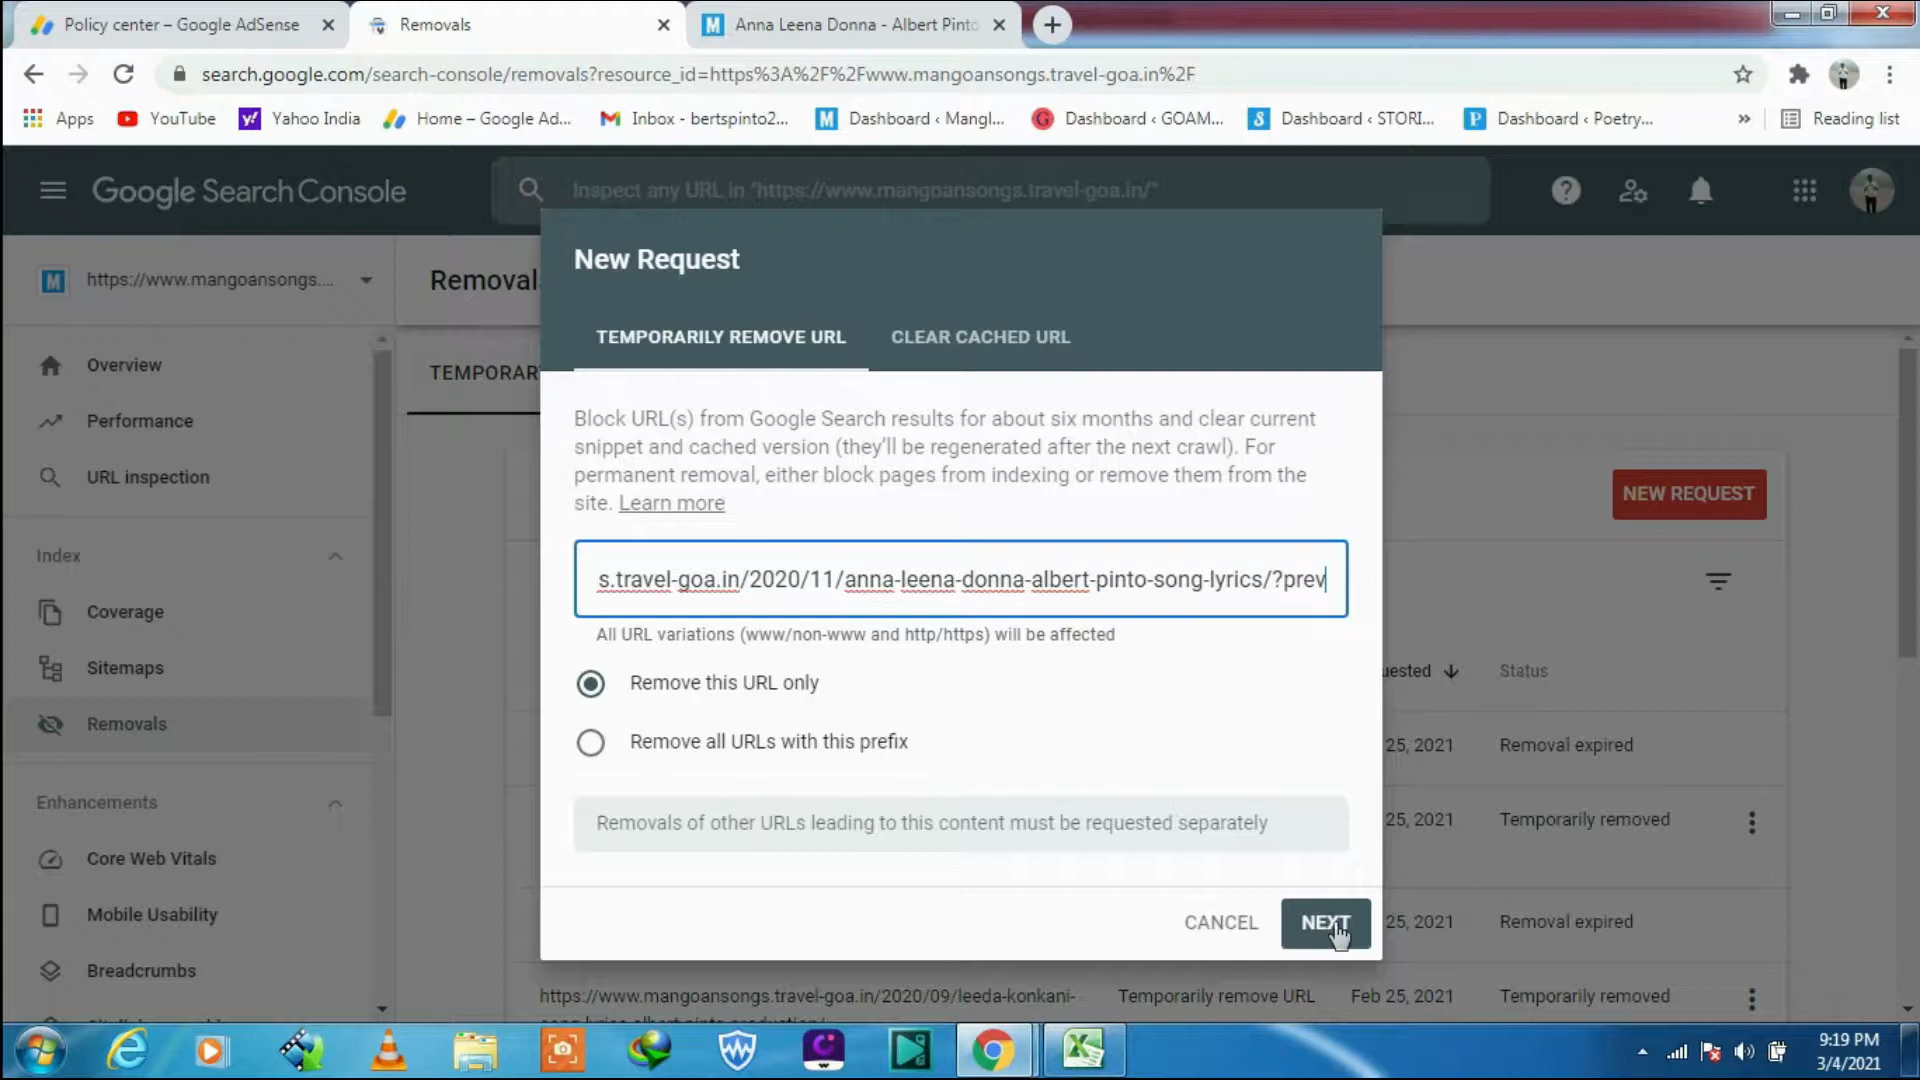 Policy center – Google AdSense
Removals
Anna Leena Donna - Albert Pinto
search.google.com/search-console/removals?resource_id=https%3A%2F%2Fwww.mangoansongs.travel-goa.in%2F
Apps
YouTube
Yahoo India
Home – Google Ad...
Inbox - bertspinto2...
Dashboard ‹ Mangl...
Dashboard ‹ GOAM...
Dashboard ‹ STORI...
Dashboard ‹ Poetry...
»
Reading list
Google Search Console
Inspect any URL in "https://www.mangoansongs.travel-goa.in/"
https://www.mangoansongs....
Removal
Overview
Performance
URL inspection
Index
Coverage
Sitemaps
Removals
Enhancements
Core Web Vitals
Mobile Usability
Breadcrumbs
TEMPORAR
New Request
TEMPORARILY REMOVE URL
CLEAR CACHED URL
Block URL(s) from Google Search results for about six months and clear current
snippet and cached version (they'll be regenerated after the next crawl). For
permanent removal, either block pages from indexing or remove them from the
site. Learn more
s.travel-goa.in/2020/11/anna-leena-donna-albert-pinto-song-lyrics/?prev
All URL variations (www/non-www and http/https) will be affected
Remove this URL only
Remove all URLs with this prefix
Removals of other URLs leading to this content must be requested separately
CANCEL
NEXT
NEW REQUEST
uested
Status
25, 2021
Removal expired
25, 2021
Temporarily removed
25, 2021
Removal expired
https://www.mangoansongs.travel-goa.in/2020/09/leeda-konkani-
Temporarily remove URL
Feb 25, 2021
Temporarily removed
9:19 PM
3/4/2021